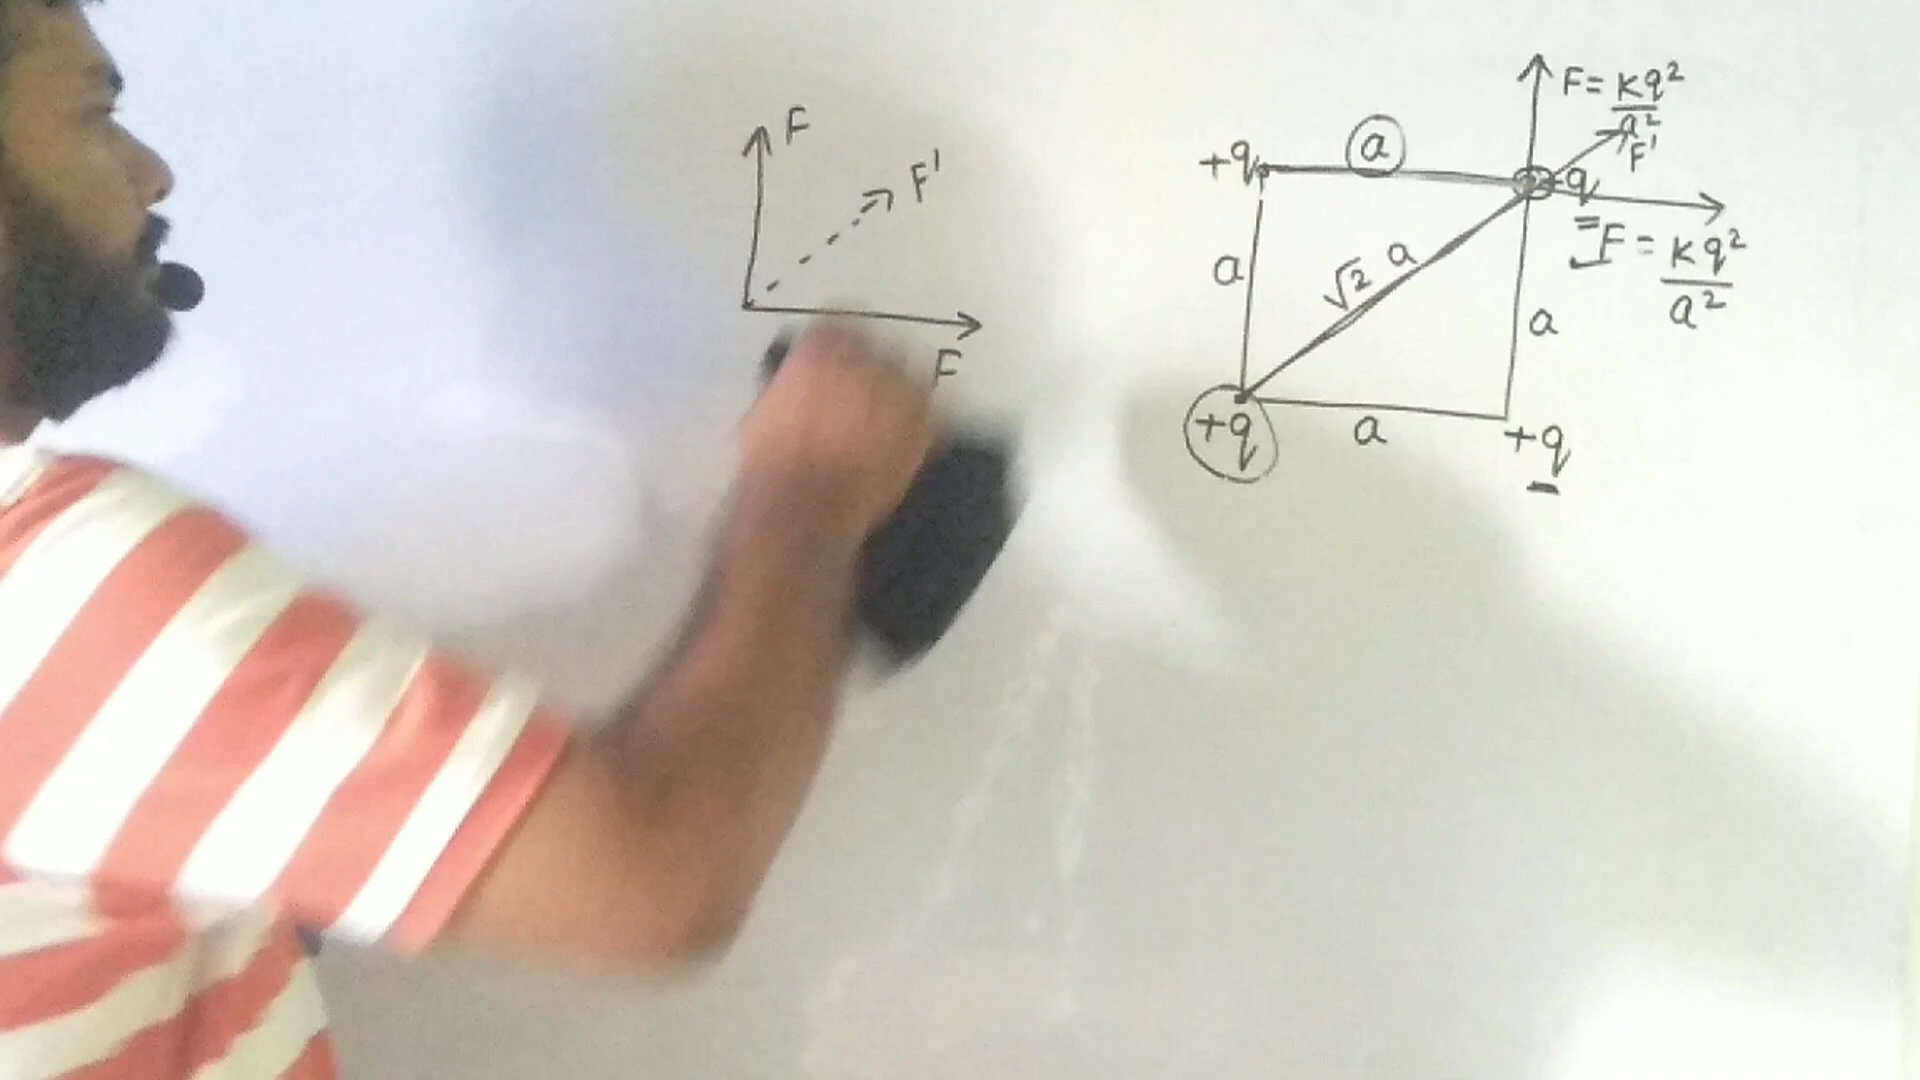 F
F'
F
F = Kq²/a²
F'
+q
a
+q
F = Kq²/a²
a
√2 a
a
+q
a
+q